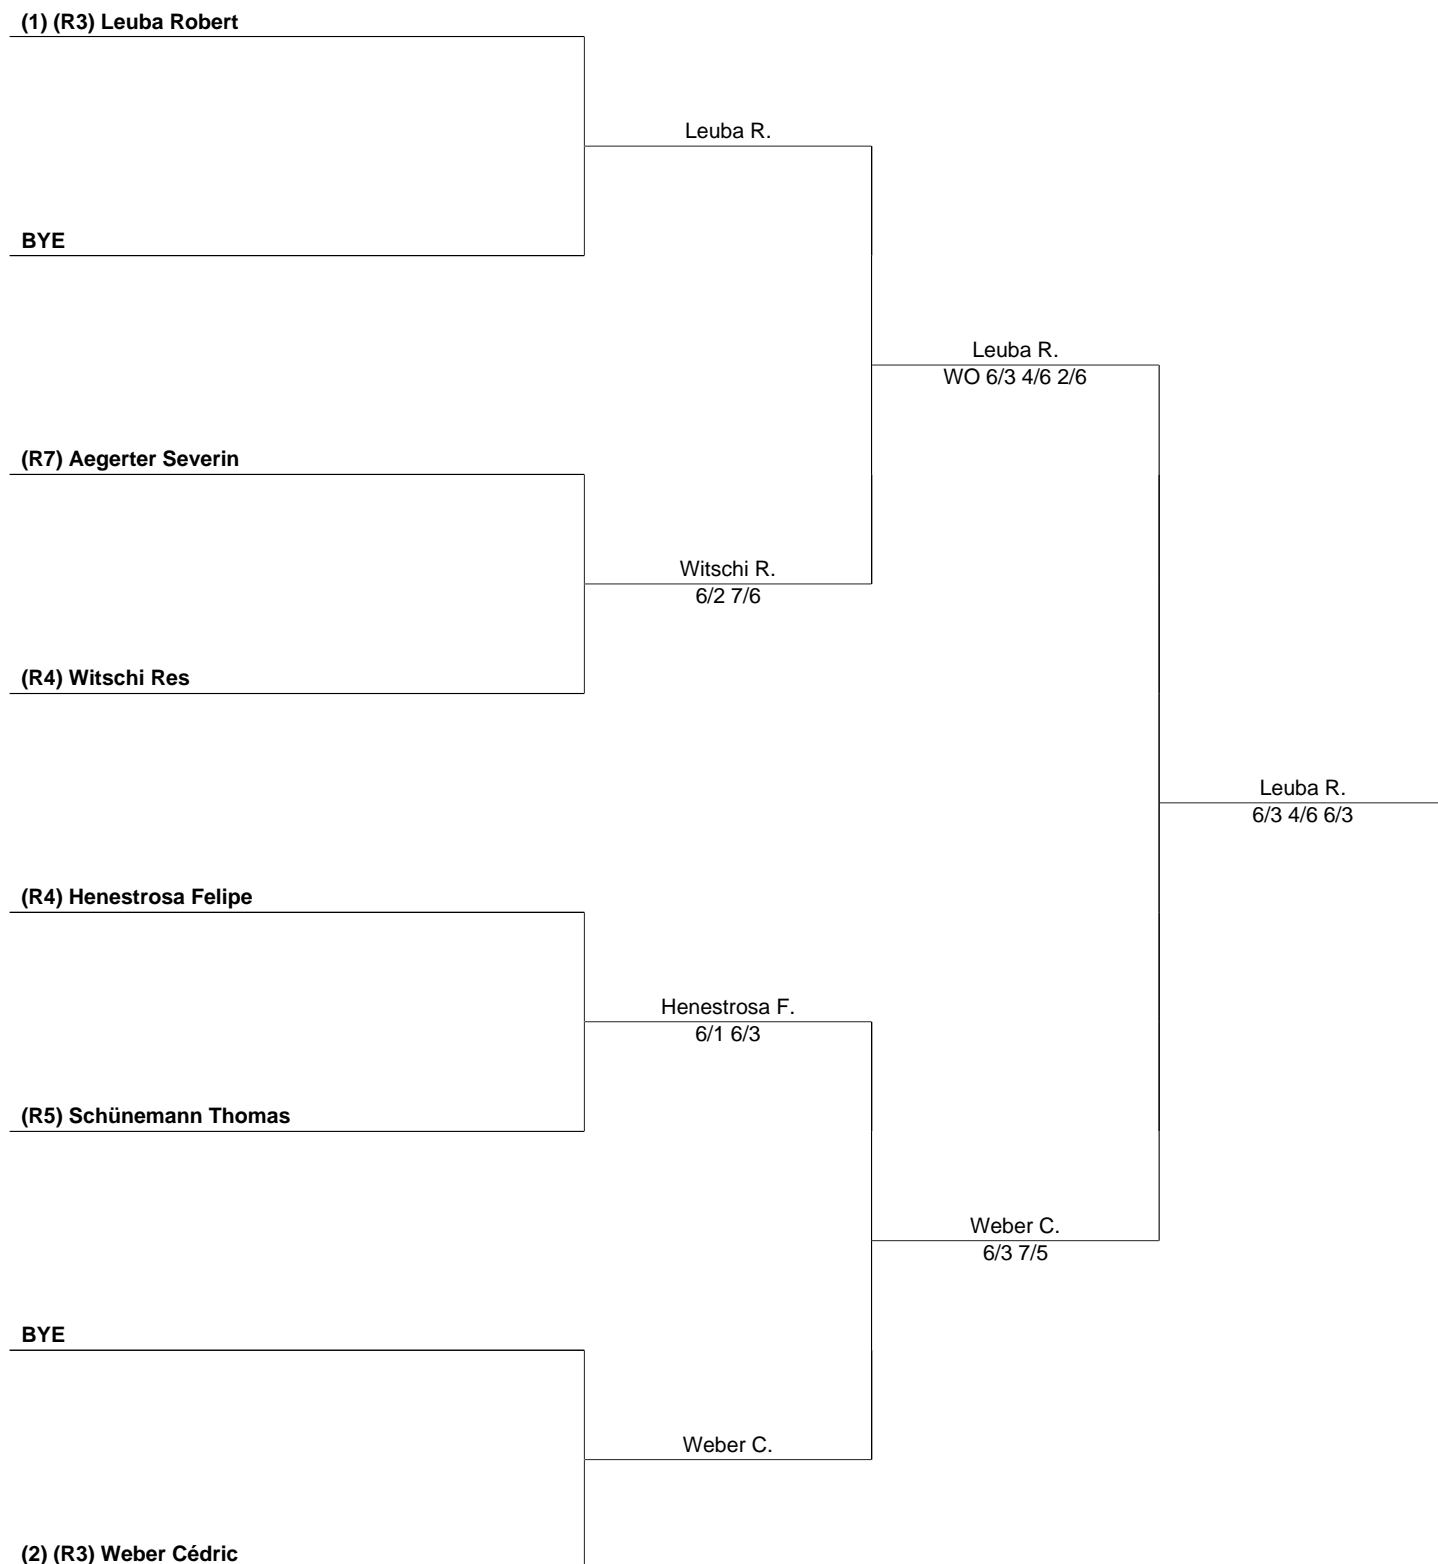 (1) (R3) Leuba Robert
Leuba R.
BYE
Leuba R.
WO 6/3 4/6 2/6
(R7) Aegerter Severin
Witschi R.
6/2 7/6
(R4) Witschi Res
Leuba R.
6/3 4/6 6/3
(R4) Henestrosa Felipe
Henestrosa F.
6/1 6/3
(R5) Schünemann Thomas
Weber C.
6/3 7/5
BYE
Weber C.
(2) (R3) Weber Cédric